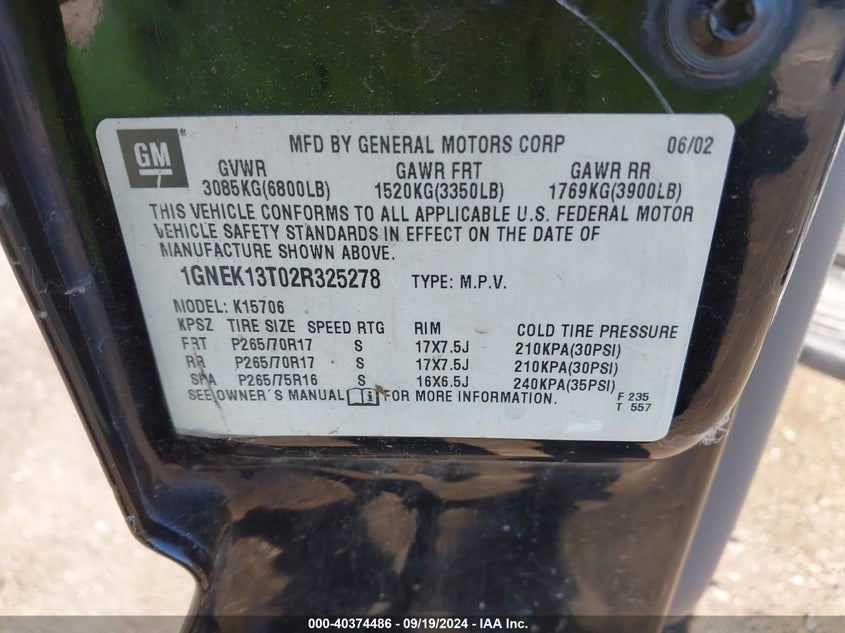 GM
MFD BY GENERAL MOTORS CORP 06/02
GVWR GAWR FRT GAWR RR
3085KG(6800LB) 1520KG(3350LB) 1769KG(3900LB)
THIS VEHICLE CONFORMS TO ALL APPLICABLE U.S. FEDERAL MOTOR
VEHICLE SAFETY STANDARDS IN EFFECT ON THE DATE OF
MANUFACTURE SHOWN ABOVE.
1GNEK13T02R325278 TYPE: M.P.V.
MODEL: K15706
KPSZ TIRE SIZE SPEED RTG RIM COLD TIRE PRESSURE
FRT P265/70R17 S 17X7.5J 210KPA(30PSI)
RR P265/70R17 S 17X7.5J 210KPA(30PSI)
SPA P265/75R16 S 16X6.5J 240KPA(35PSI)
SEE OWNER'S MANUAL FOR MORE INFORMATION.
F 235
T 557
000-40374486 - 09/19/2024 - IAA Inc.